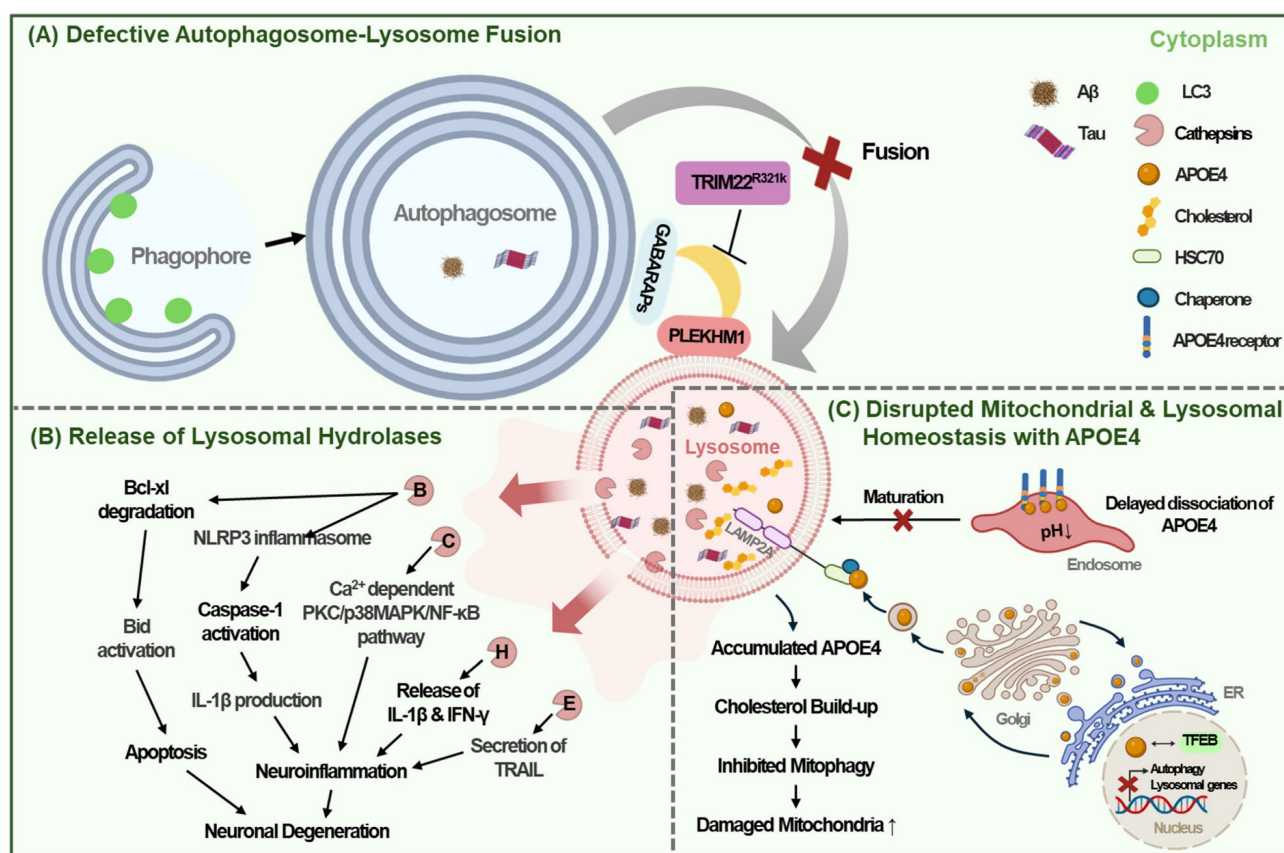 (A) Defective Autophagosome-Lysosome Fusion
Phagophore
Autophagosome
GABARAPs
TRIM22R321k
PLEKHM1
Fusion
Cytoplasm
Aβ
LC3
Tau
Cathepsins
APOE4
Cholesterol
HSC70
Chaperone
APOE4receptor
(B) Release of Lysosomal Hydrolases
Bcl-xl
degradation
B
NLRP3 inflammasome
C
Ca2+ dependent
PKC/p38MAPK/NF-κB
pathway
Caspase-1
activation
Bid
activation
H
Release of
IL-1β & IFN-γ
IL-1β production
E
Secretion of
TRAIL
Apoptosis
Neuroinflammation
Neuronal Degeneration
Lysosome
LAMP2A
(C) Disrupted Mitochondrial & Lysosomal
Homeostasis with APOE4
Maturation
pH↓
Delayed dissociation of
APOE4
Endosome
Accumulated APOE4
Cholesterol Build-up
Inhibited Mitophagy
Damaged Mitochondria ↑
Golgi
ER
TFEB
Autophagy
Lysosomal genes
Nucleus